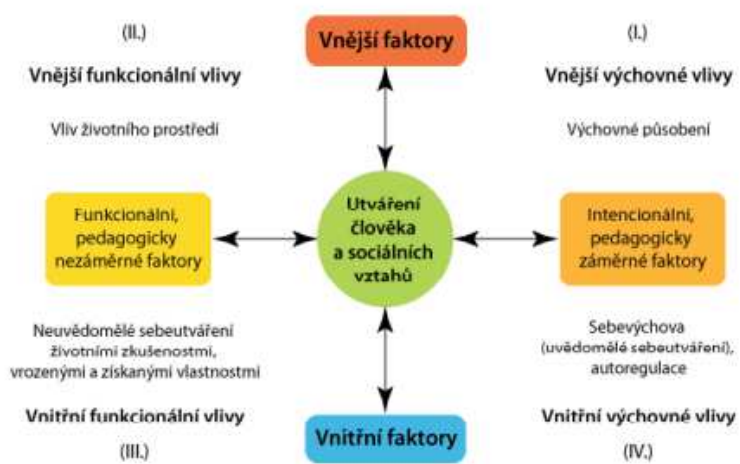 (II.)
Vnější funkcionální vlivy
Vliv životního prostředí
Vnější faktory
(I.)
Vnější výchovné vlivy
Výchovné působení
Funkcionální,
pedagogicky
nezáměrné faktory
Utváření
člověka
a sociálních
vztahů
Intencionální,
pedagogicky
záměrné faktory
Neuvědomělé sebeutváření
životními zkušenostmi,
vrozenými a získanými vlastnostmi
Vnitřní funkcionální vlivy
(III.)
Vnitřní faktory
Sebevýchova
(uvědomělé sebeutváření),
autoregulace
Vnitřní výchovné vlivy
(IV.)